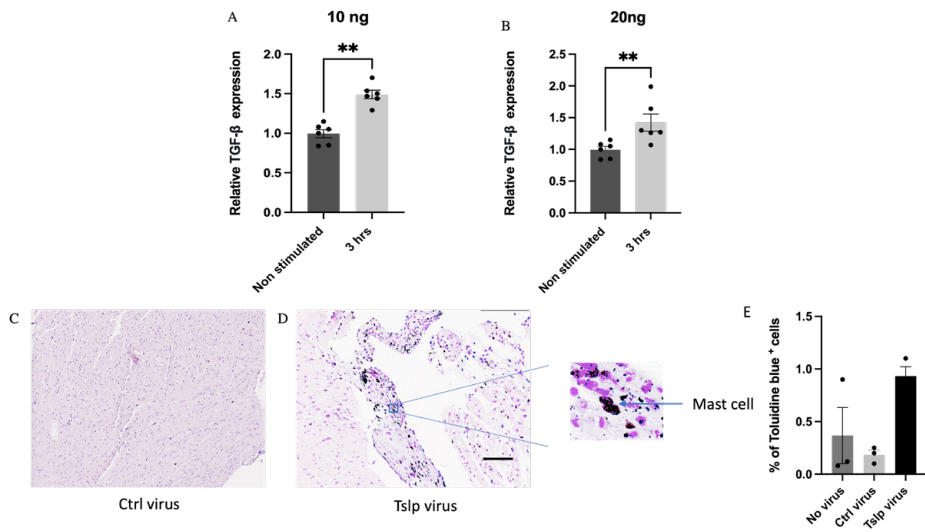 A
10 ng
Relative TGF-β expression
2.0
1.5
1.0
0.5
0.0
**
Non stimulated
3 hrs
B
20ng
Relative TGF-β expression
2.5
2.0
1.5
1.0
0.5
0.0
**
Non stimulated
3 hrs
C
Ctrl virus
D
Tslp virus
Mast cell
E
% of Toluidine blue + cells
1.5
1.0
0.5
0.0
No virus
Ctrl virus
Tslp virus